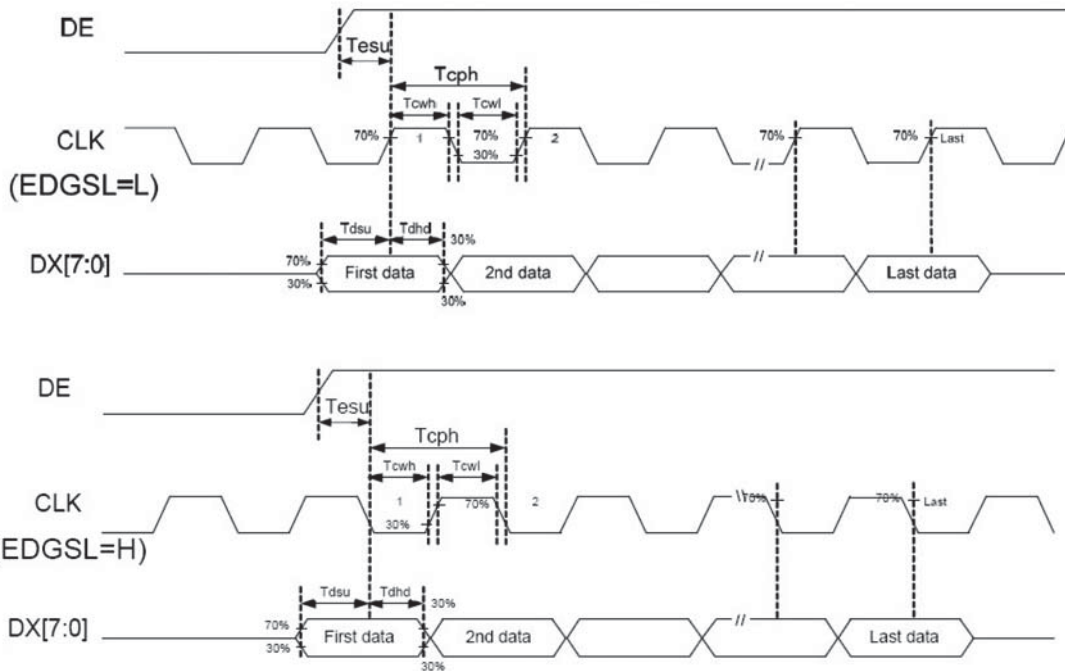 DE
Tesu
Tcph
Tcwh Tcwl
CLK
70% 1 70% 2 70% 70% Last
30%
(EDGSL=L)
//
Tdsu Tdhd 30%
DX[7:0]
70% First data 2nd data // Last data
30%
30%
DE
Tesu
Tcph
Tcwh Tcwl
CLK
1 70% 2 \\ 70% 70% Last
30%
EDGSL=H)
Tdsu Tdhd 30%
DX[7:0]
70% First data 2nd data // Last data
30%
30%